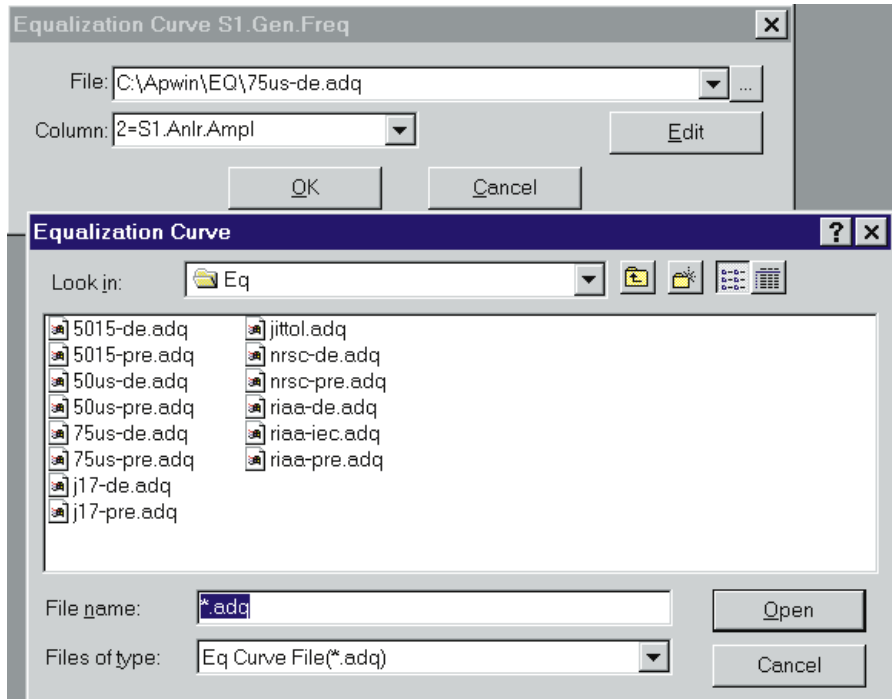 Equalization Curve S1.Gen.Freq
File: C:\Apwin\EQ\75us-de.adq ...
Column: 2=S1.Anlr.Ampl Edit
OK Cancel
Equalization Curve
Look in: Eq
5015-de.adq jittol.adq
5015-pre.adq nrsc-de.adq
50us-de.adq nrsc-pre.adq
50us-pre.adq riaa-de.adq
75us-de.adq riaa-iec.adq
75us-pre.adq riaa-pre.adq
j17-de.adq
j17-pre.adq
File name: *.adq Open
Files of type: Eq Curve File(*.adq) Cancel